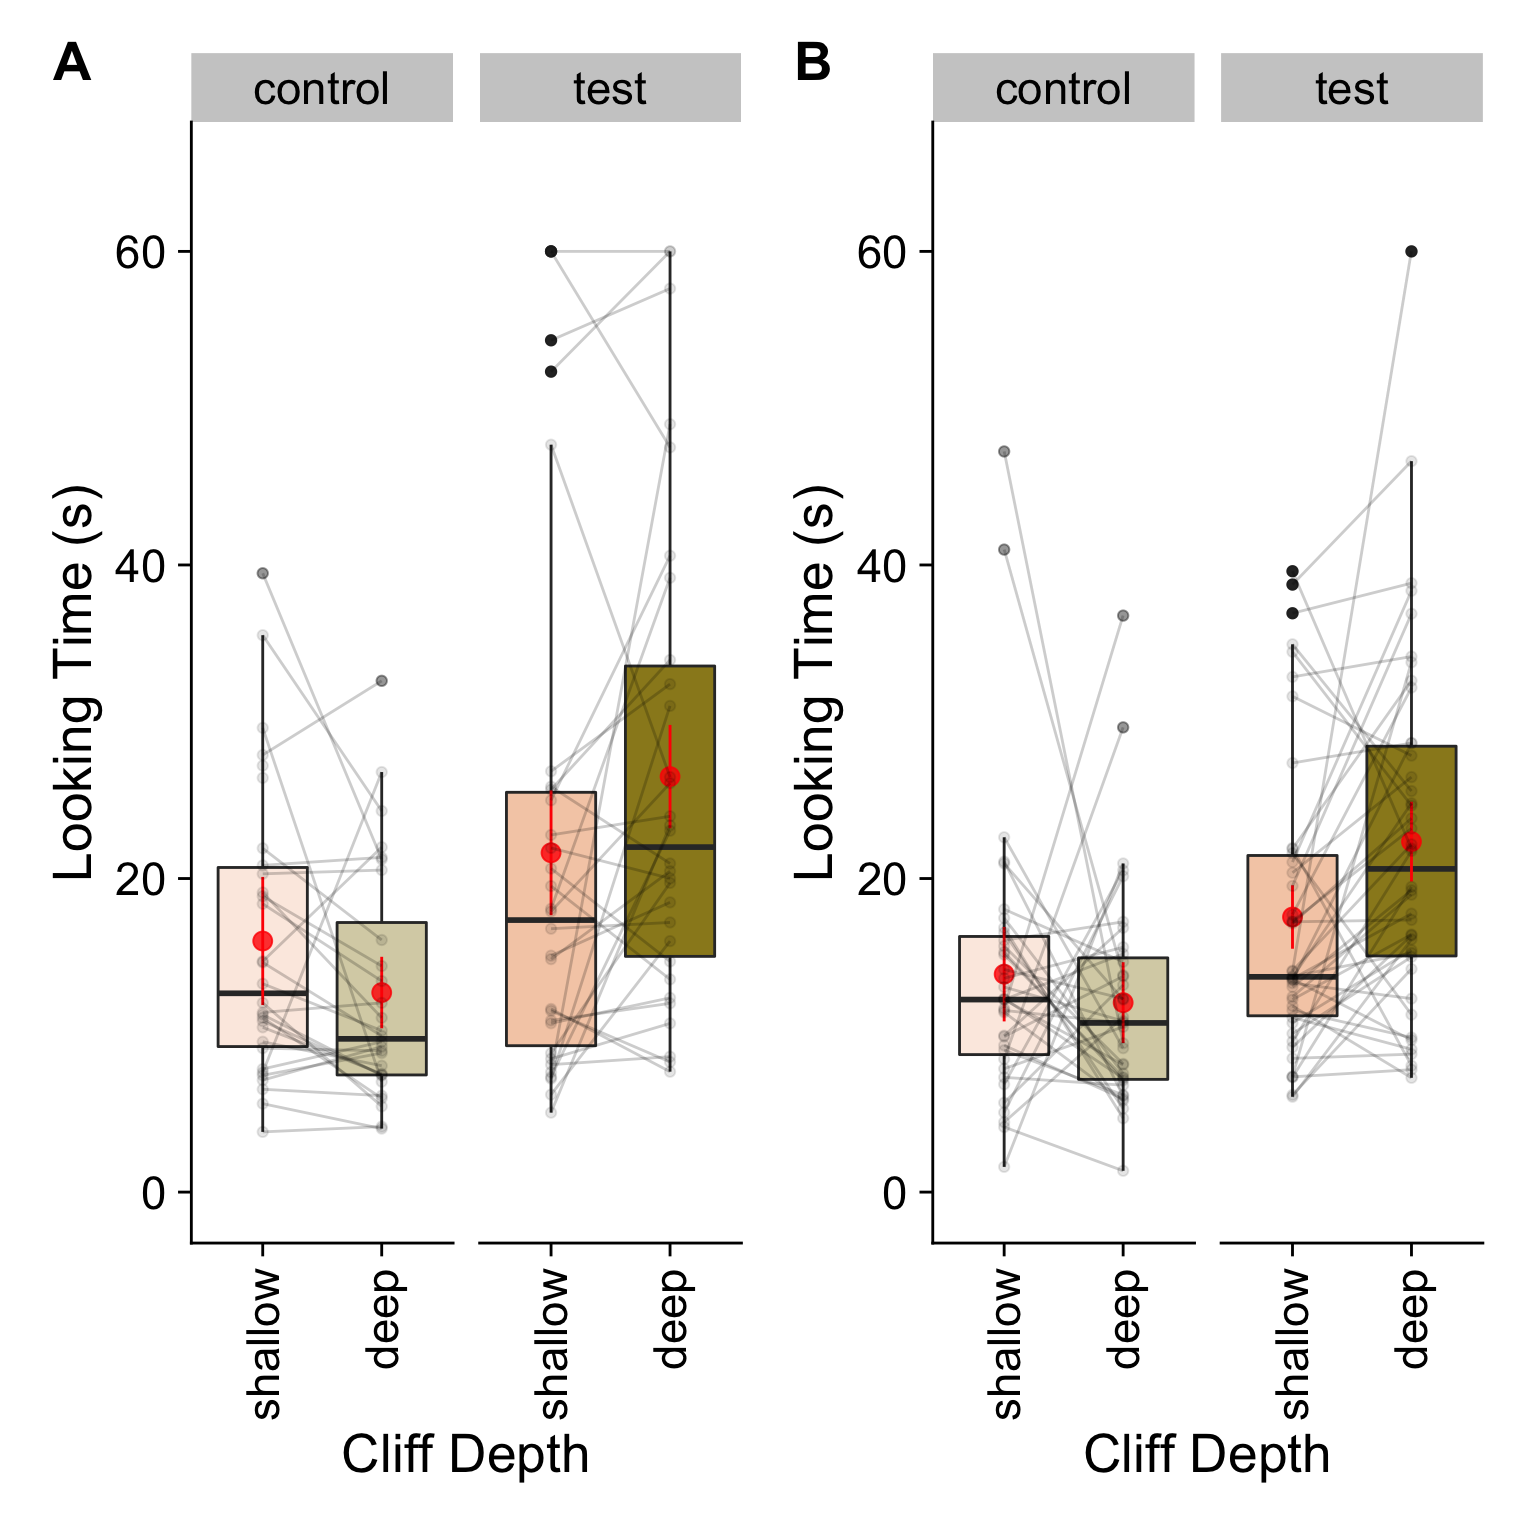 A
control
test
Looking Time (s)
60
40
20
0
shallow
deep
shallow
deep
Cliff Depth
B
control
test
Looking Time (s)
60
40
20
0
shallow
deep
shallow
deep
Cliff Depth